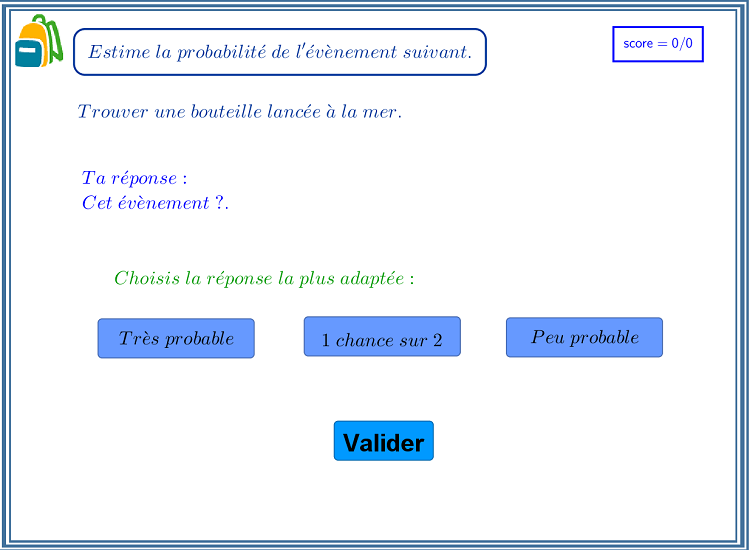 Estime la probabilité de l'évènement suivant.
score = 0/0
Trouver une bouteille lancée à la mer.
Ta réponse :
Cet évènement ?.
Choisis la réponse la plus adaptée :
Très probable
1 chance sur 2
Peu probable
Valider